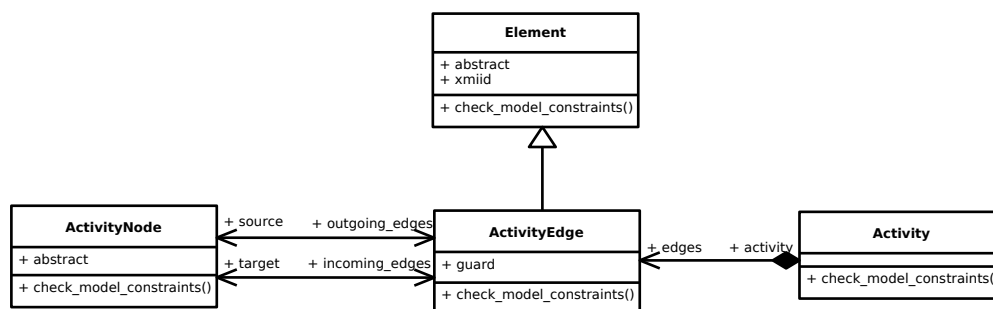 Element
+ abstract
+ xmiid
+ check_model_constraints()
ActivityNode
+ abstract
+ check_model_constraints()
+ source
+ outgoing_edges
+ target
+ incoming_edges
ActivityEdge
+ guard
+ check_model_constraints()
+ edges
+ activity
Activity
+ check_model_constraints(